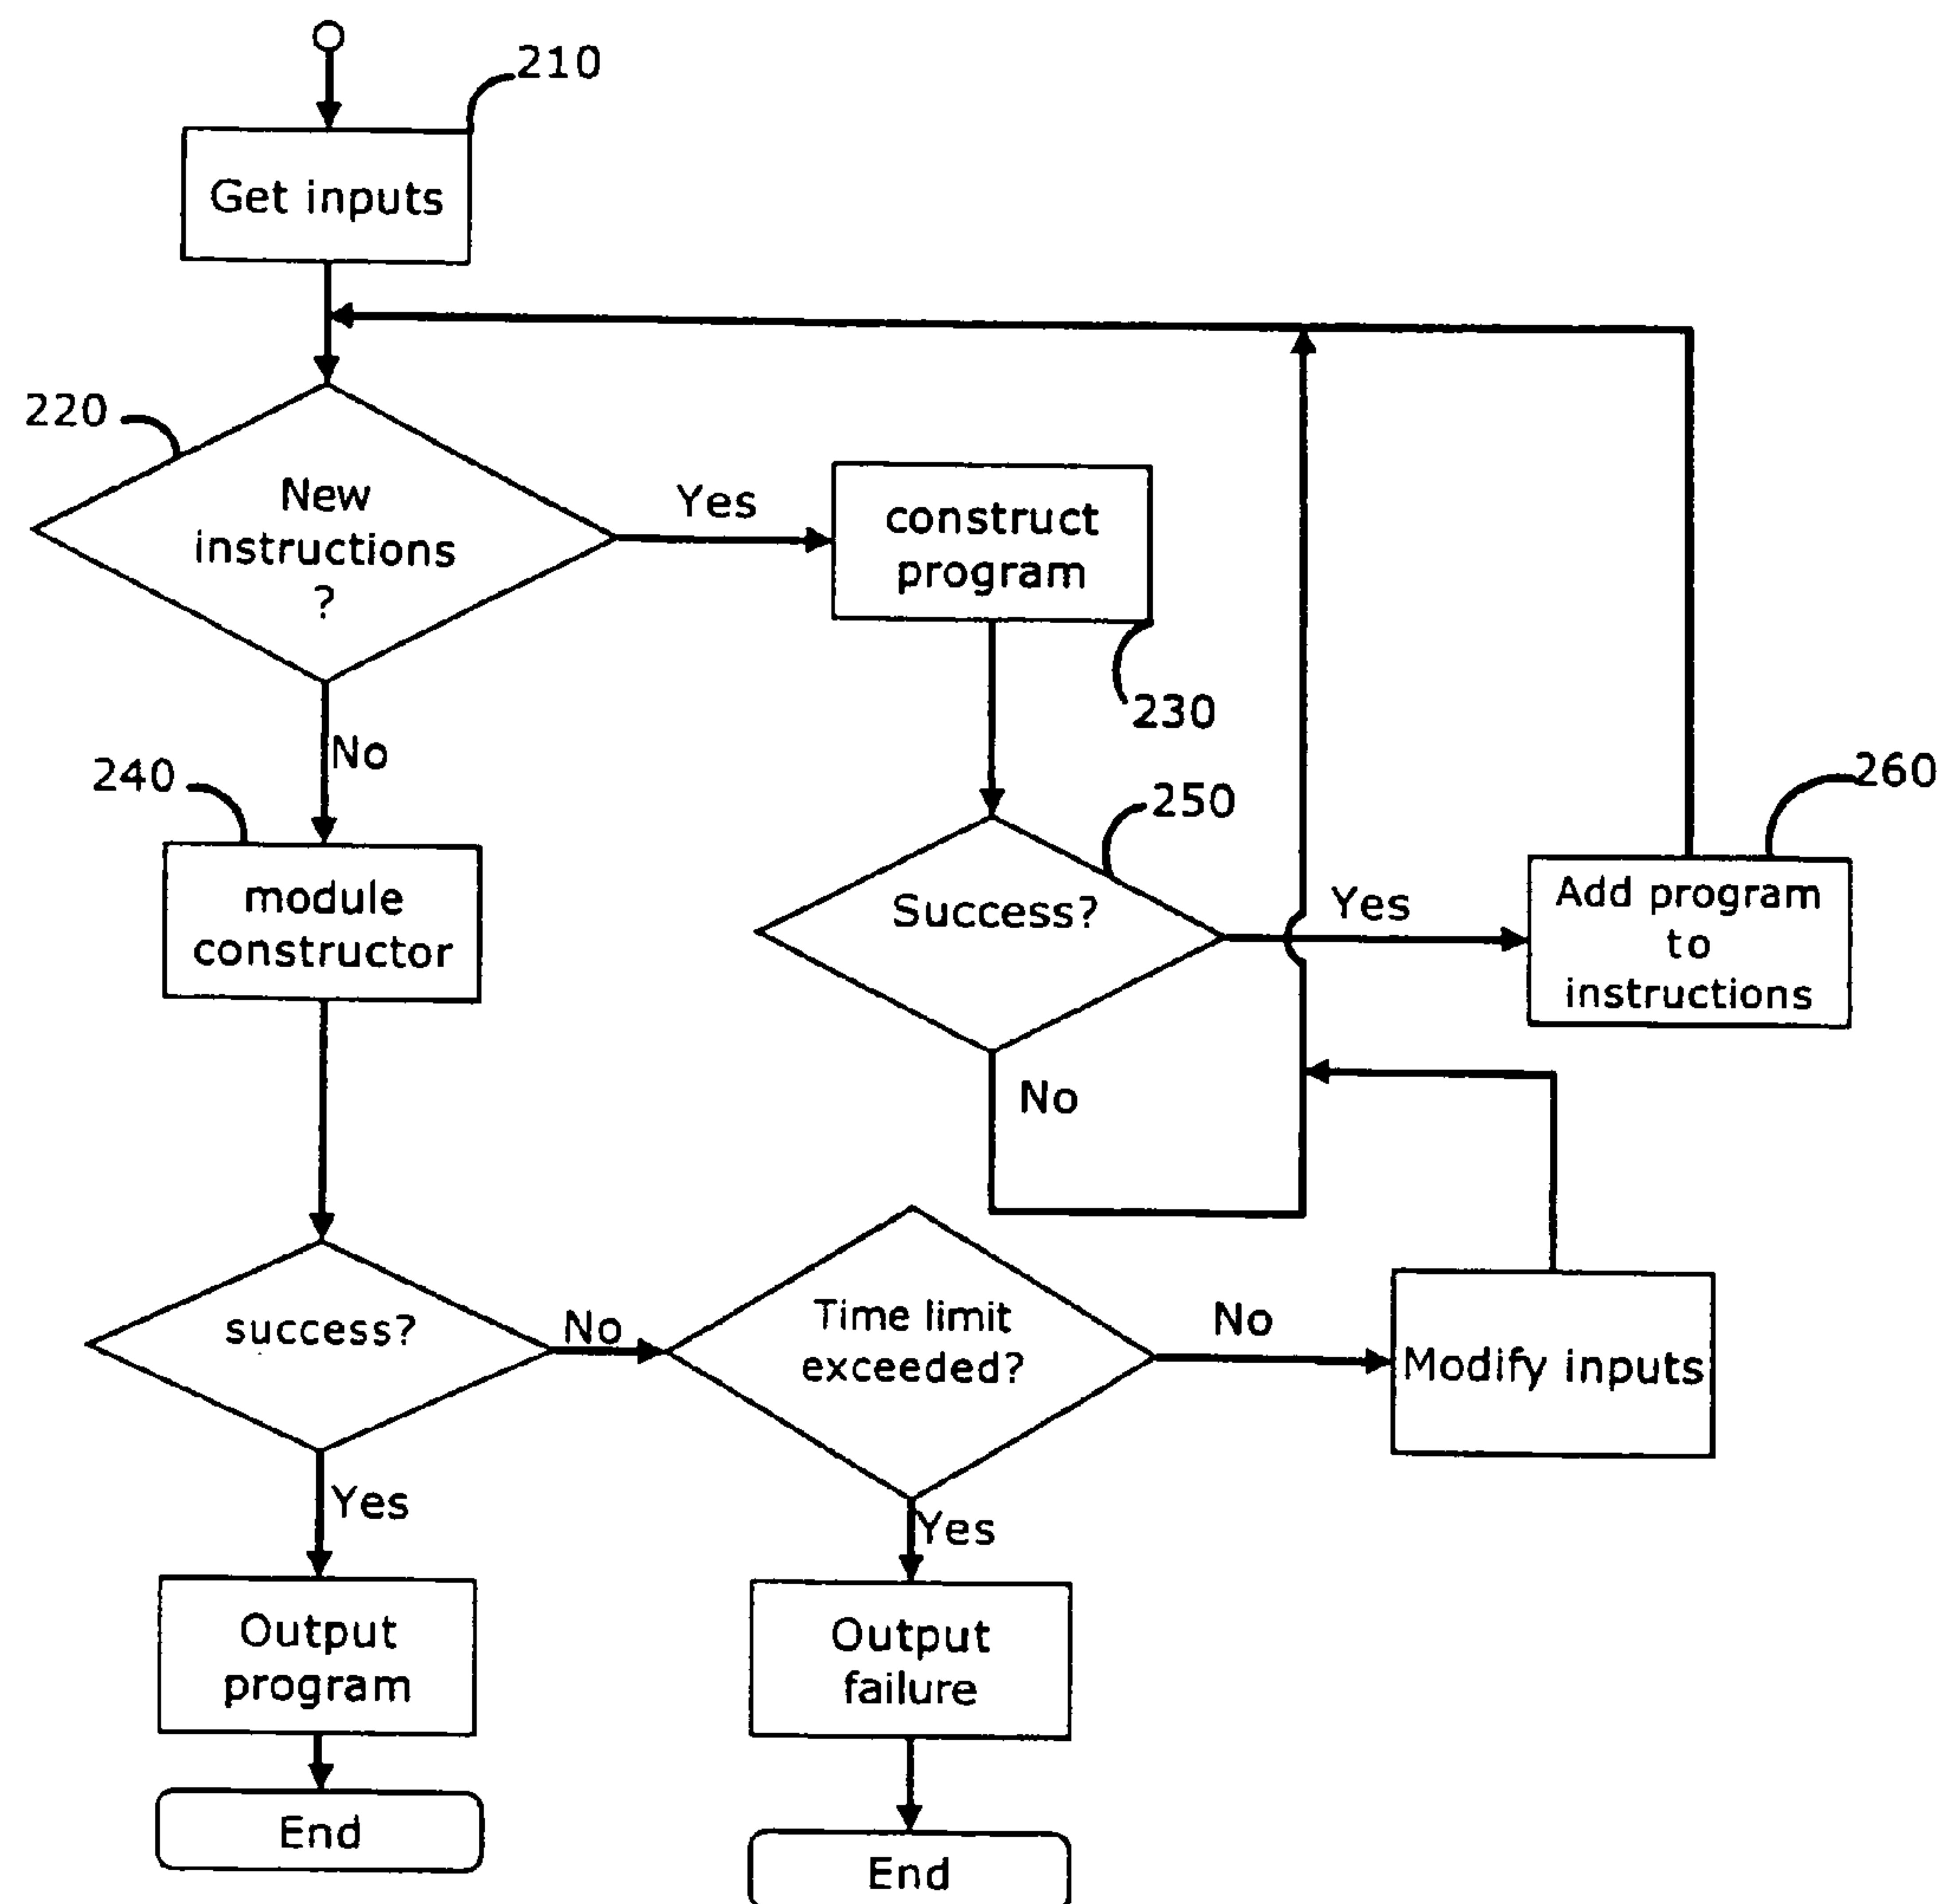 210
Get inputs
220
New
instructions
?
Yes
construct
program
230
No
240
module
constructor
250
Success?
Yes
260
Add program
to
instructions
No
success?
No
Time limit
exceeded?
No
Modify inputs
Yes
Yes
Output
program
Output
failure
End
End